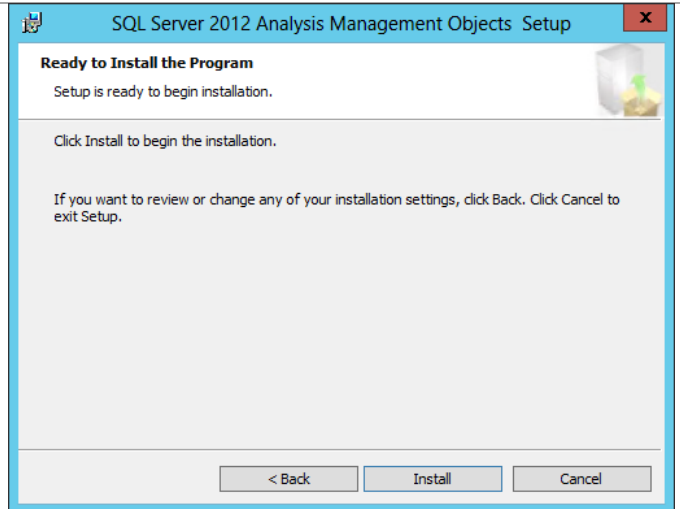 SQL Server 2012 Analysis Management Objects  Setup
x
Ready to Install the Program
Setup is ready to begin installation.
Click Install to begin the installation.
If you want to review or change any of your installation settings, click Back. Click Cancel to
exit Setup.
< Back
Install
Cancel